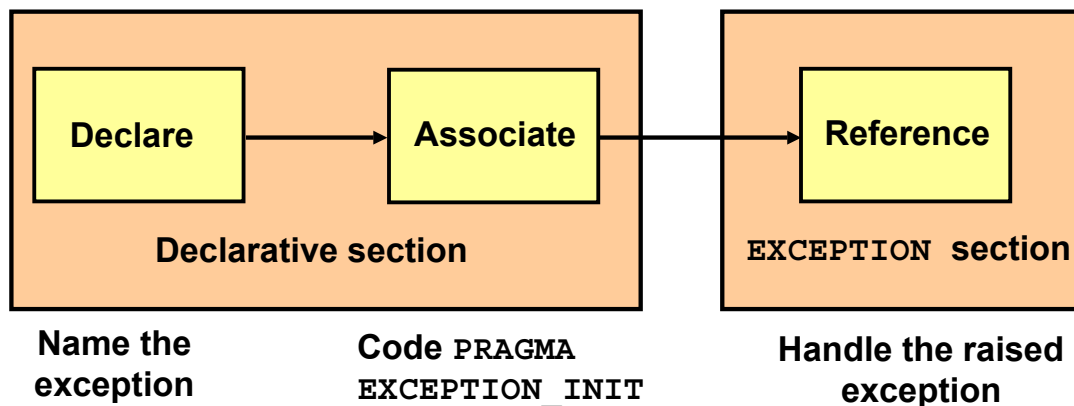 Declare
Associate
Reference
Declarative section
EXCEPTION section
Name the
exception
Code PRAGMA
EXCEPTION_INIT
Handle the raised
exception